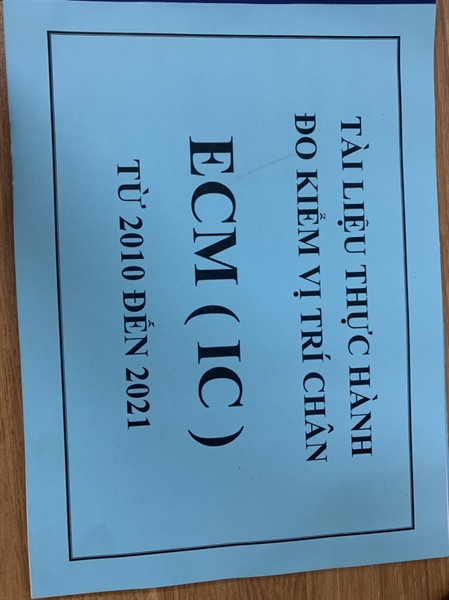 TÀI LIỆU THỰC HÀNH
ĐO KIỂM VỊ TRÍ CHÂN
ECM ( IC )
TỪ 2010 ĐẾN 2021